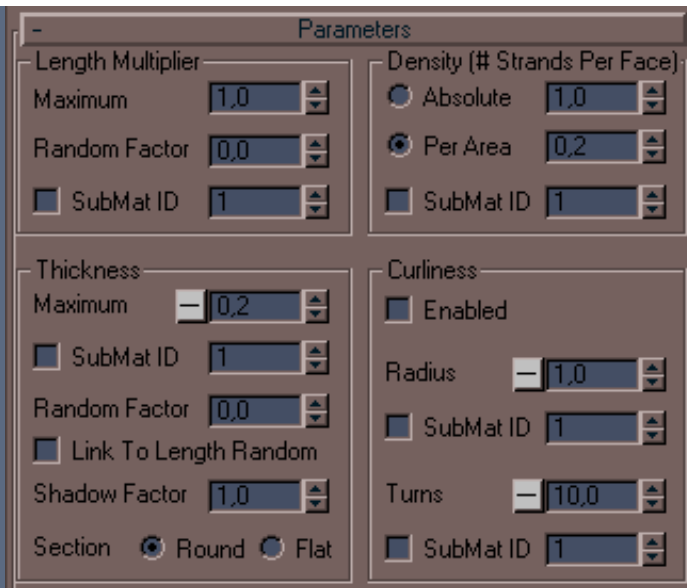 - Parameters
Length Multiplier
Maximum 1,0
Random Factor 0,0
SubMat ID 1
Density (# Strands Per Face)
Absolute 1,0
Per Area 0,2
SubMat ID 1
Thickness
Maximum 0,2
SubMat ID 1
Random Factor 0,0
Link To Length Random
Shadow Factor 1,0
Section Round Flat
Curliness
Enabled
Radius 1,0
SubMat ID 1
Turns 10,0
SubMat ID 1